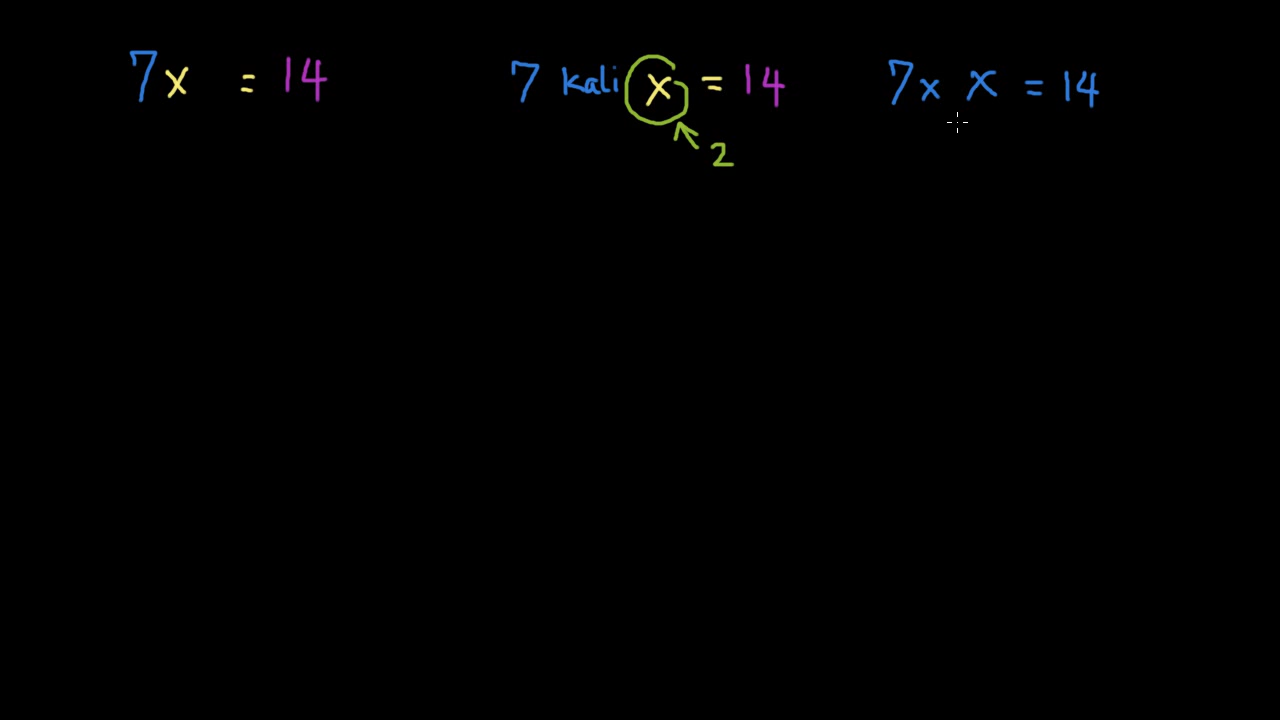 7x = 14
7 kali x = 14
2
7 x x = 14